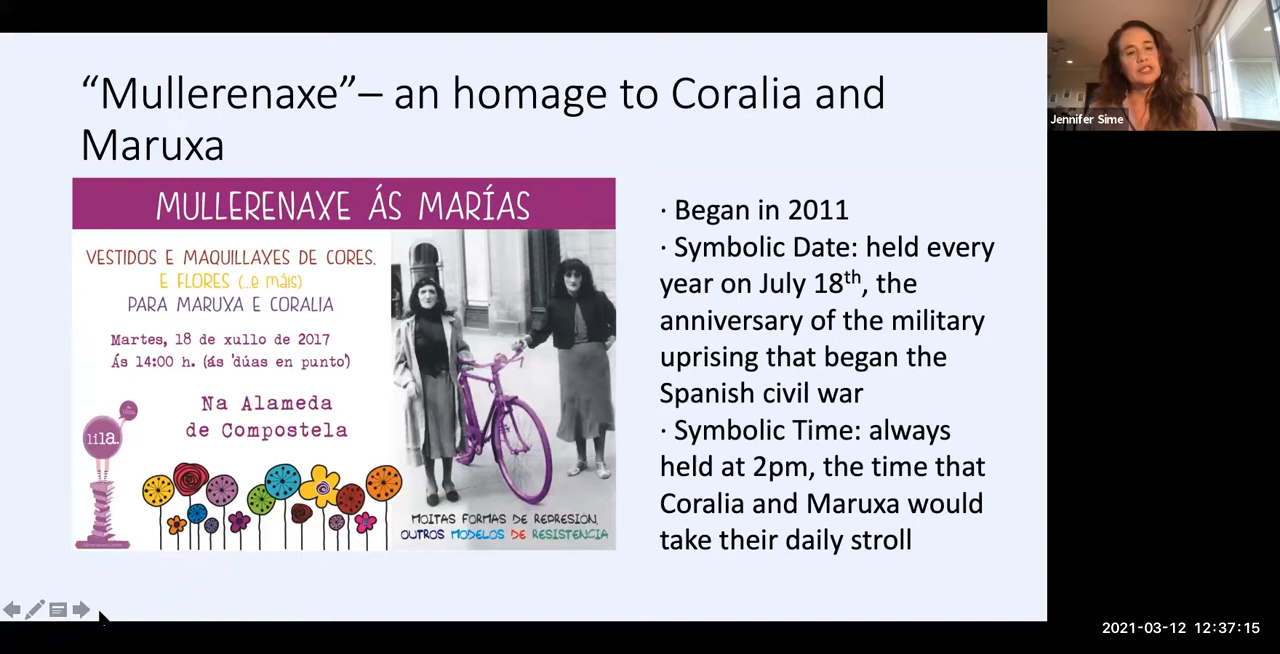 “Mullerenaxe”– an homage to Coralia and
Maruxa
MULLERENAXE ÁS MARÍAS
VESTIDOS E MAQUILLAXES DE CORES,
E FLORES (...e máis)
PARA MARUXA E CORALIA
Martes, 18 de xullo de 2017
Ás 14:00 h. (ás 'dúas en punto')
Na Alameda
de Compostela
lila.
MOITAS FORMAS DE REPRESIÓN,
OUTROS MODELOS DE RESISTENCIA
· Began in 2011
· Symbolic Date: held every
year on July 18th, the
anniversary of the military
uprising that began the
Spanish civil war
· Symbolic Time: always
held at 2pm, the time that
Coralia and Maruxa would
take their daily stroll
Jennifer Sime
2021-03-12 12:37:15